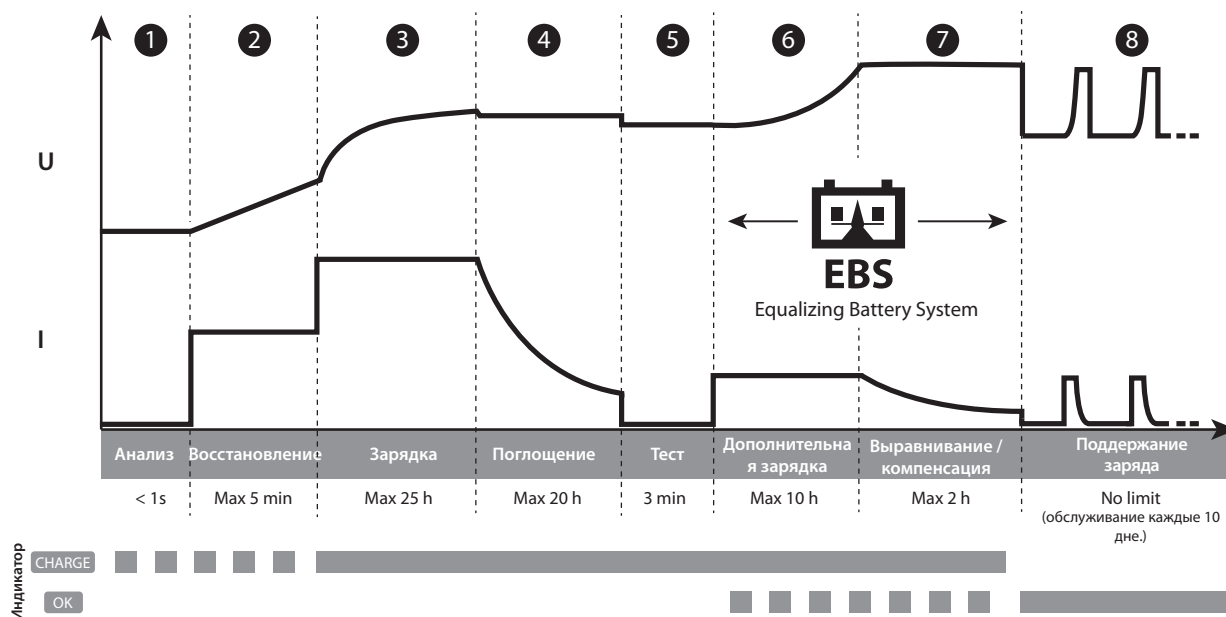 1 2 3 4 5 6 7 8
U
EBS
Equalizing Battery System
I
Анализ Восстановление Зарядка Поглощение Тест Дополнительна Выравнивание / Поддержание
я зарядка компенсация заряда
< 1s Max 5 min Max 25 h Max 20 h 3 min Max 10 h Max 2 h No limit
(обслуживание каждые 10
дне.)
Индикатор
CHARGE
OK